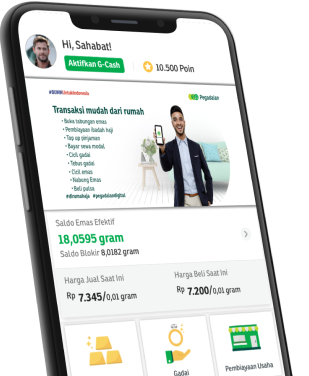 Hi, Sahabat!
Aktifkan G-Cash
10.500 Poin
#BUMNUntukIndonesia
Pegadaian
Transaksi mudah dari rumah
• Buka tabungan emas
• Pembiayaan ibadah haji
• Top up pinjaman
• Bayar sewa modal
• Cicil gadai
• Tebus gadai
• Cicil emas
• Nabung Emas
• Beli pulsa
#dirumahaja #pegadaiandigital
Saldo Emas Efektif
18,0595 gram
Saldo Blokir 8,0182 gram
Harga Jual Saat Ini
Harga Beli Saat Ini
Rp 7.345/0,01 gram
Rp 7.200/0,01 gram
Gadai
Pembiayaan Usaha